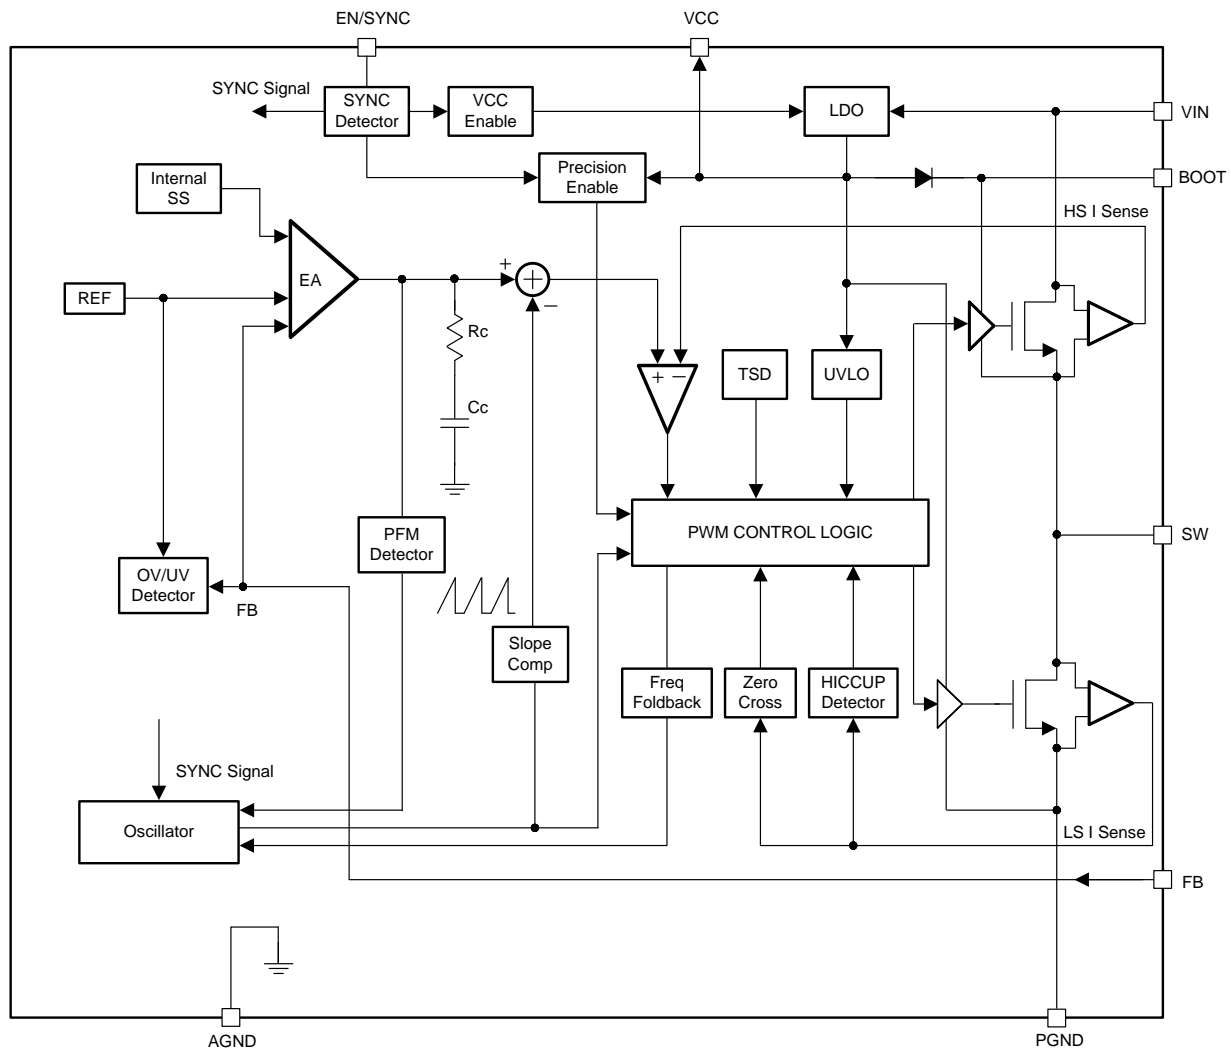 EN/SYNC
VCC
SYNC Signal
SYNC
Detector
VCC
Enable
LDO
VIN
Internal
SS
Precision
Enable
BOOT
HS I Sense
+
EA
+
−
REF
Rc
+ −
TSD
UVLO
Cc
PFM
Detector
PWM CONTROL LOGIC
SW
OV/UV
Detector
FB
Slope
Comp
Freq
Foldback
Zero
Cross
HICCUP
Detector
SYNC Signal
Oscillator
LS I Sense
FB
AGND
PGND